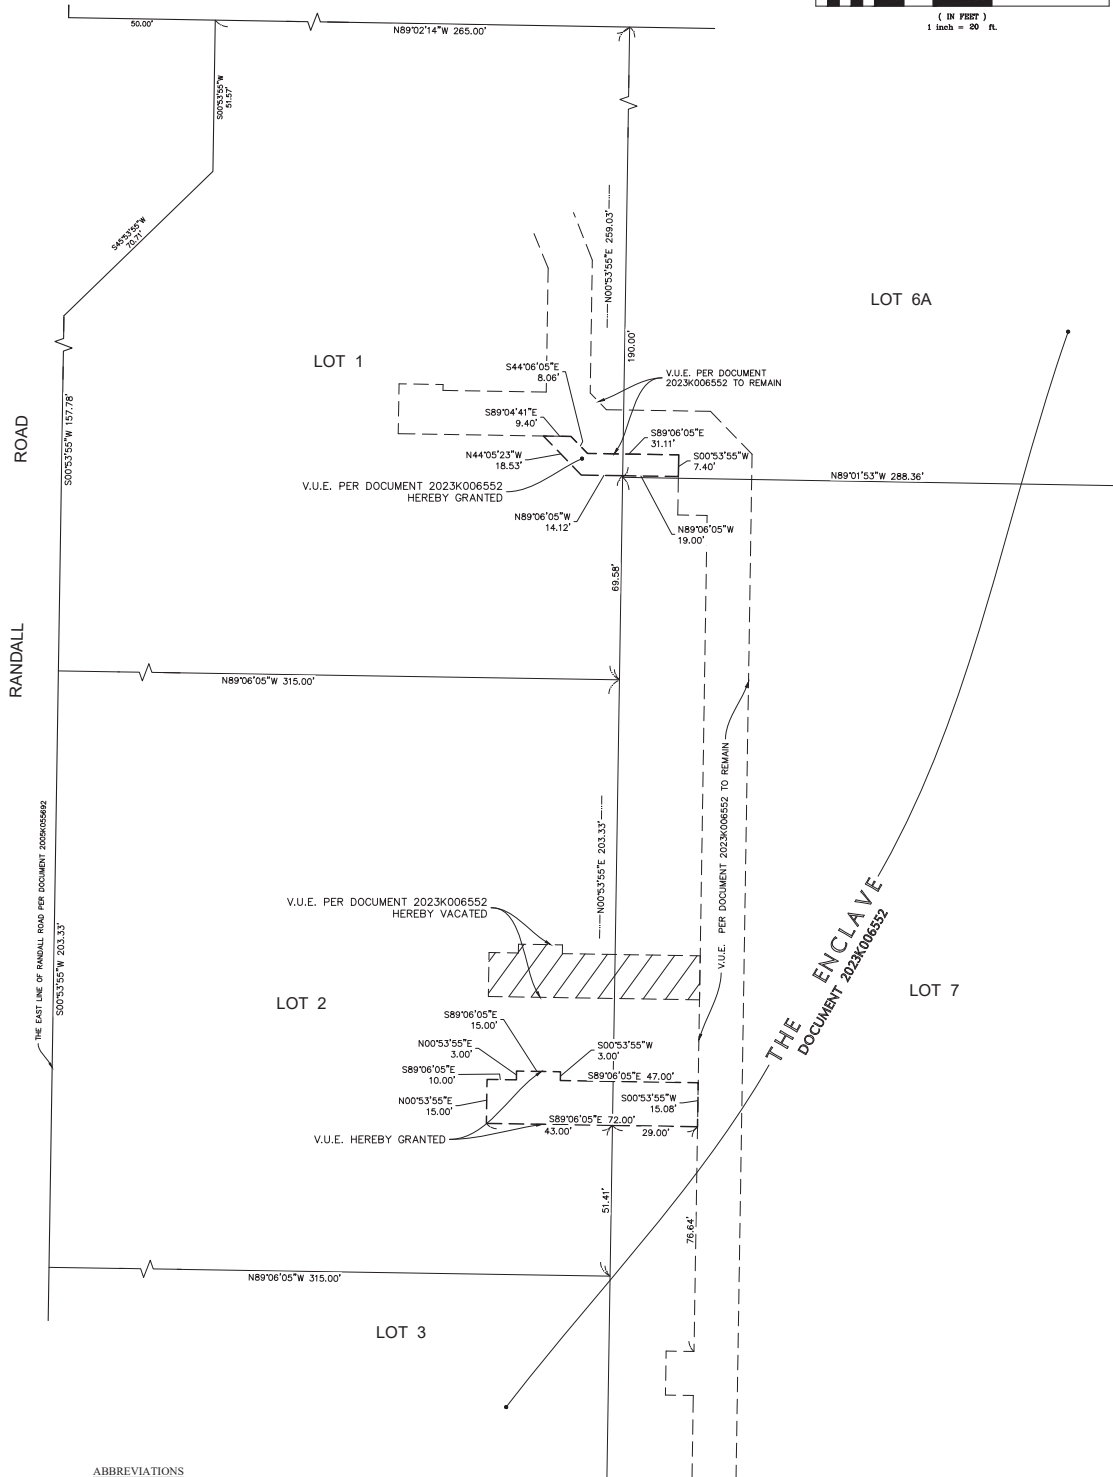 ( IN FEET )
1 inch = 20 ft.
50.00'
N89°02'14"W 265.00'
S00°53'55"W
51.57'
S45°53'55"W
70.71'
N00°53'55"E 259.03'
LOT 6A
190.00'
LOT 1
S44°06'05"E
8.06'
V.U.E. PER DOCUMENT
2023K006552 TO REMAIN
ROAD
S00°53'55"W 157.78'
S89°04'41"E
9.40'
S89°06'05"E
31.11'
N44°05'23"W
18.53'
S00°53'55"W
7.40'
N89°01'53"W 288.36'
V.U.E. PER DOCUMENT 2023K006552
HEREBY GRANTED
N89°06'05"W
14.12'
N89°06'05"W
19.00'
69.58'
RANDALL
N89°06'05"W 315.00'
V.U.E. PER DOCUMENT 2023K006552 TO REMAIN
THE EAST LINE OF RANDALL ROAD PER DOCUMENT 2005K055692
N00°53'55"E 203.33'
V.U.E. PER DOCUMENT 2023K006552
HEREBY VACATED
S00°53'55"W 203.33'
THE ENCLAVE
DOCUMENT 2023K006552
LOT 7
LOT 2
S89°06'05"E
15.00'
N00°53'55"E
3.00'
S00°53'55"W
3.00'
S89°06'05"E
10.00'
S89°06'05"E 47.00'
N00°53'55"E
15.00'
S00°53'55"W
15.08'
S89°06'05"E 72.00'
43.00'
29.00'
V.U.E. HEREBY GRANTED
51.41'
76.64'
N89°06'05"W 315.00'
LOT 3
ABBREVIATIONS